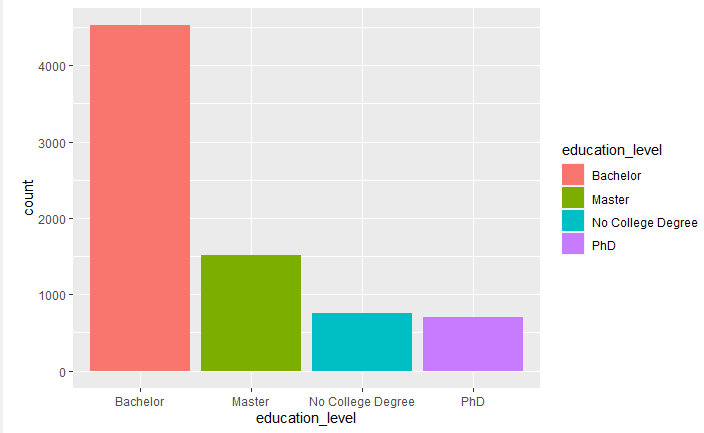 4000
3000
2000
1000
0
count
Bachelor Master No College Degree PhD
education_level
education_level
Bachelor
Master
No College Degree
PhD